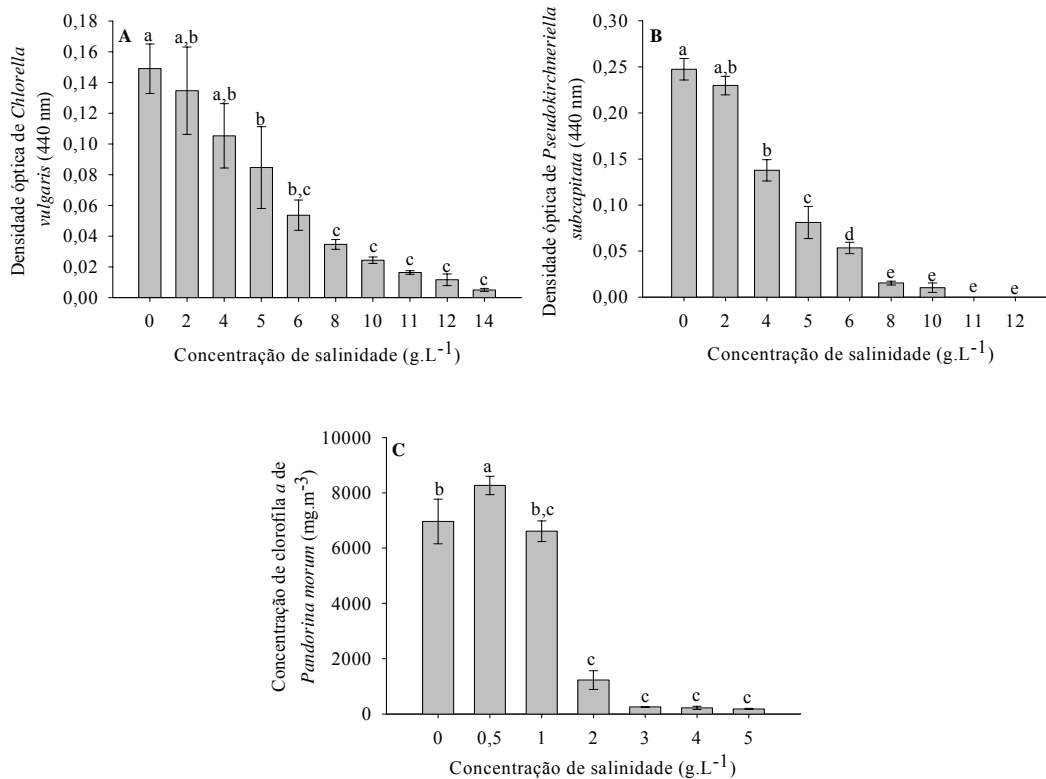 A
Densidade óptica de Chlorella
vulgaris (440 nm)
0,18
0,16
0,14
0,12
0,10
0,08
0,06
0,04
0,02
0,00
a
a,b
a,b
b
b,c
c
c
c
c
c
0 2 4 5 6 8 10 11 12 14
Concentração de salinidade (g.L-1)
B
Densidade óptica de Pseudokirchneriella
subcapitata (440 nm)
0,30
0,25
0,20
0,15
0,10
0,05
0,00
a
a,b
b
c
d
e
e
e
e
0 2 4 5 6 8 10 11 12
Concentração de salinidade (g.L-1)
C
Concentração de clorofila a de
Pandorina morum (mg.m-3)
10000
8000
6000
4000
2000
0
b
a
b,c
c
c
c
c
0 0,5 1 2 3 4 5
Concentração de salinidade (g.L-1)